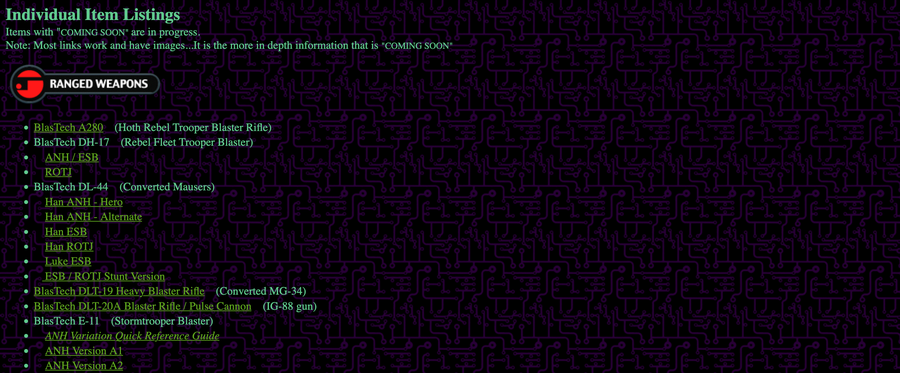 Individual Item Listings
Items with "COMING SOON" are in progress.
Note: Most links work and have images...It is the more in depth information that is "COMING SOON"
RANGED WEAPONS
BlasTech A280 (Hoth Rebel Trooper Blaster Rifle)
BlasTech DH-17 (Rebel Fleet Trooper Blaster)
ANH / ESB
ROTJ
BlasTech DL-44 (Converted Mausers)
Han ANH - Hero
Han ANH - Alternate
Han ESB
Han ROTJ
Luke ESB
ESB / ROTJ Stunt Version
BlasTech DLT-19 Heavy Blaster Rifle (Converted MG-34)
BlasTech DLT-20A Blaster Rifle / Pulse Cannon (IG-88 gun)
BlasTech E-11 (Stormtrooper Blaster)
ANH Variation Quick Reference Guide
ANH Version A1
ANH Version A2